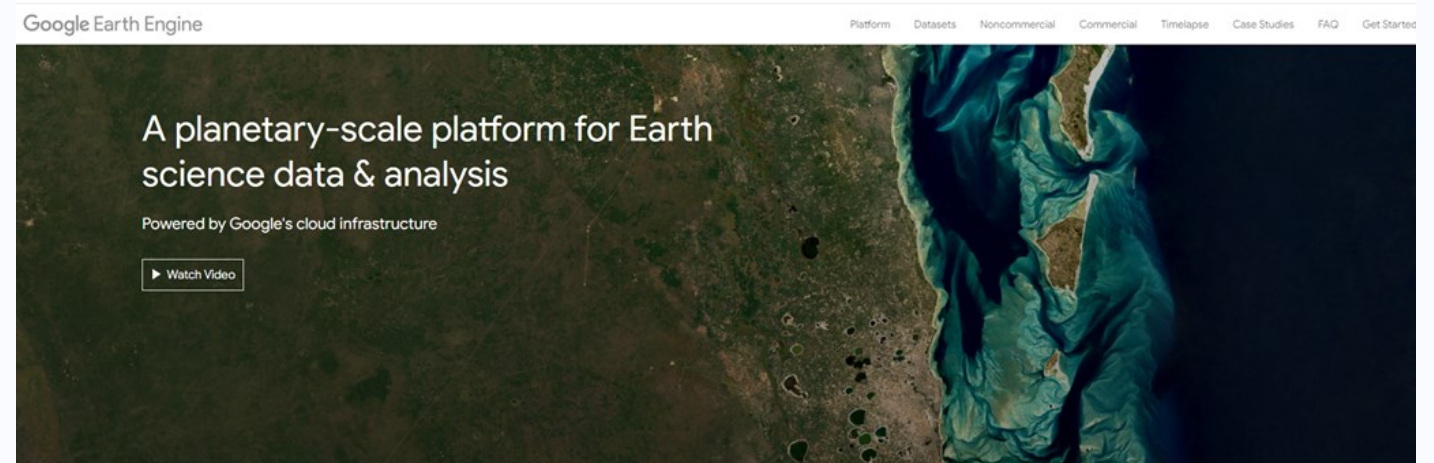 Google Earth Engine
Platform Datasets Noncommercial Commercial Timelapse Case Studies FAQ Get Started
A planetary-scale platform for Earth
science data & analysis
Powered by Google's cloud infrastructure
Watch Video